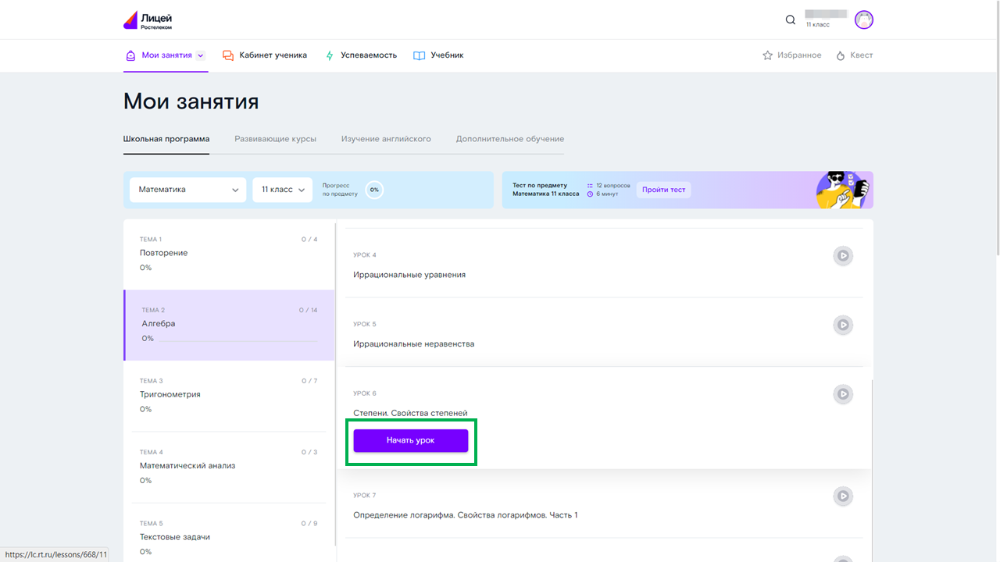 Лицей
Ростелеком
11 класс
Мои занятия
Кабинет ученика
Успеваемость
Учебник
Избранное
Квест
Мои занятия
Школьная программа
Развивающие курсы
Изучение английского
Дополнительное обучение
Математика
11 класс
Прогресс
по предмету
0%
Тест по предмету
Математика 11 класса
12 вопросов
6 минут
Пройти тест
ТЕМА 1
0 / 4
Повторение
0%
ТЕМА 2
0 / 14
Алгебра
0%
ТЕМА 3
0 / 7
Тригонометрия
0%
ТЕМА 4
0 / 3
Математический анализ
0%
ТЕМА 5
0 / 9
Текстовые задачи
0%
УРОК 4
Иррациональные уравнения
УРОК 5
Иррациональные неравенства
УРОК 6
Степени. Свойства степеней
Начать урок
УРОК 7
Определение логарифма. Свойства логарифмов. Часть 1
https://lc.rt.ru/lessons/668/11